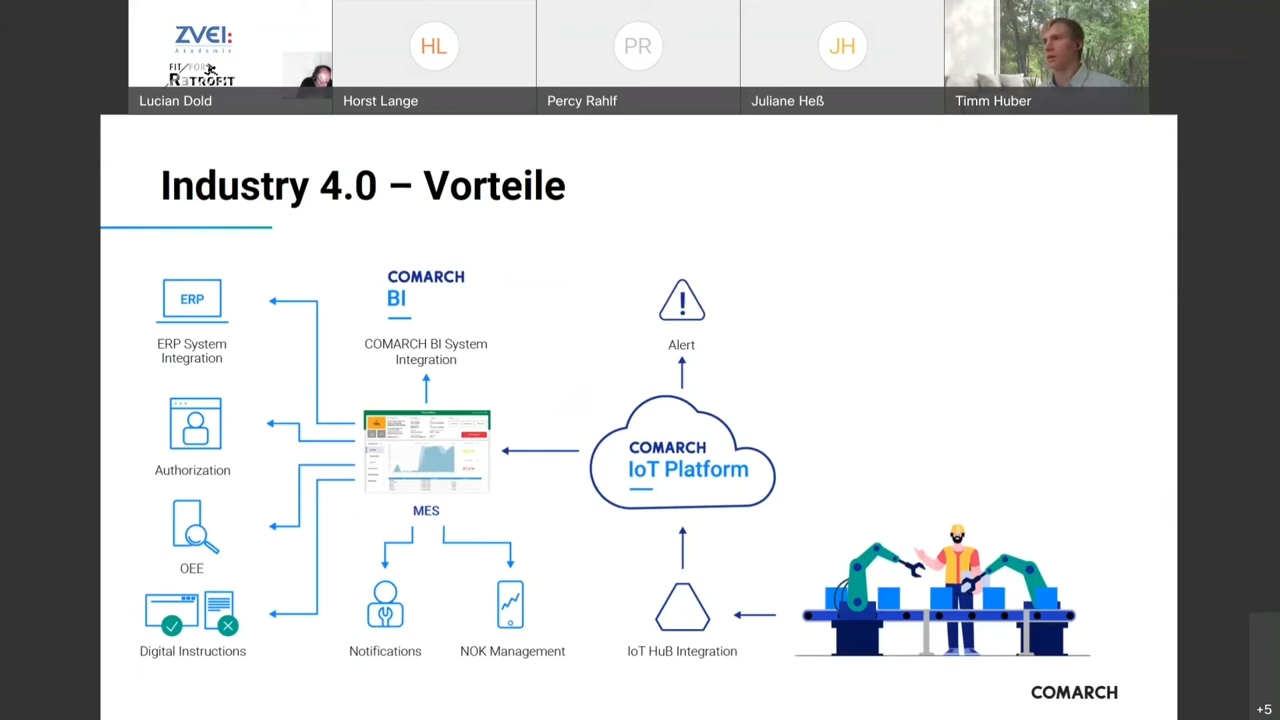 ZVEI:
Akademie
FIT FOR
RETROFIT
HL
PR
JH
Lucian Dold
Horst Lange
Percy Rahlf
Juliane Heß
Timm Huber
Industry 4.0 – Vorteile
ERP
ERP System
Integration
COMARCH
BI
COMARCH BI System
Integration
Alert
Authorization
COMARCH
IoT Platform
MES
OEE
Digital Instructions
Notifications
NOK Management
IoT HuB Integration
COMARCH
+5